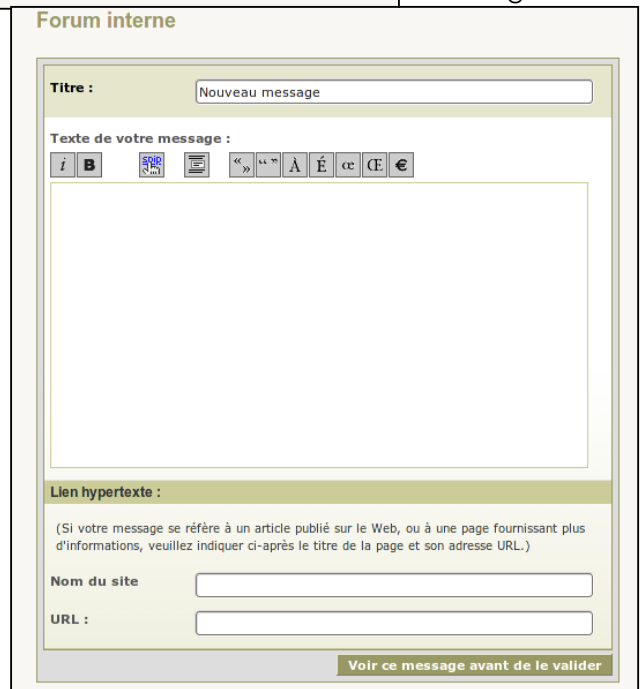 Forum interne
Titre :
Nouveau message
Texte de votre message :
i B SPIP « » “ ” À É œ Œ €
Lien hypertexte :
(Si votre message se réfère à un article publié sur le Web, ou à une page fournissant plus
d'informations, veuillez indiquer ci-après le titre de la page et son adresse URL.)
Nom du site
URL :
Voir ce message avant de le valider